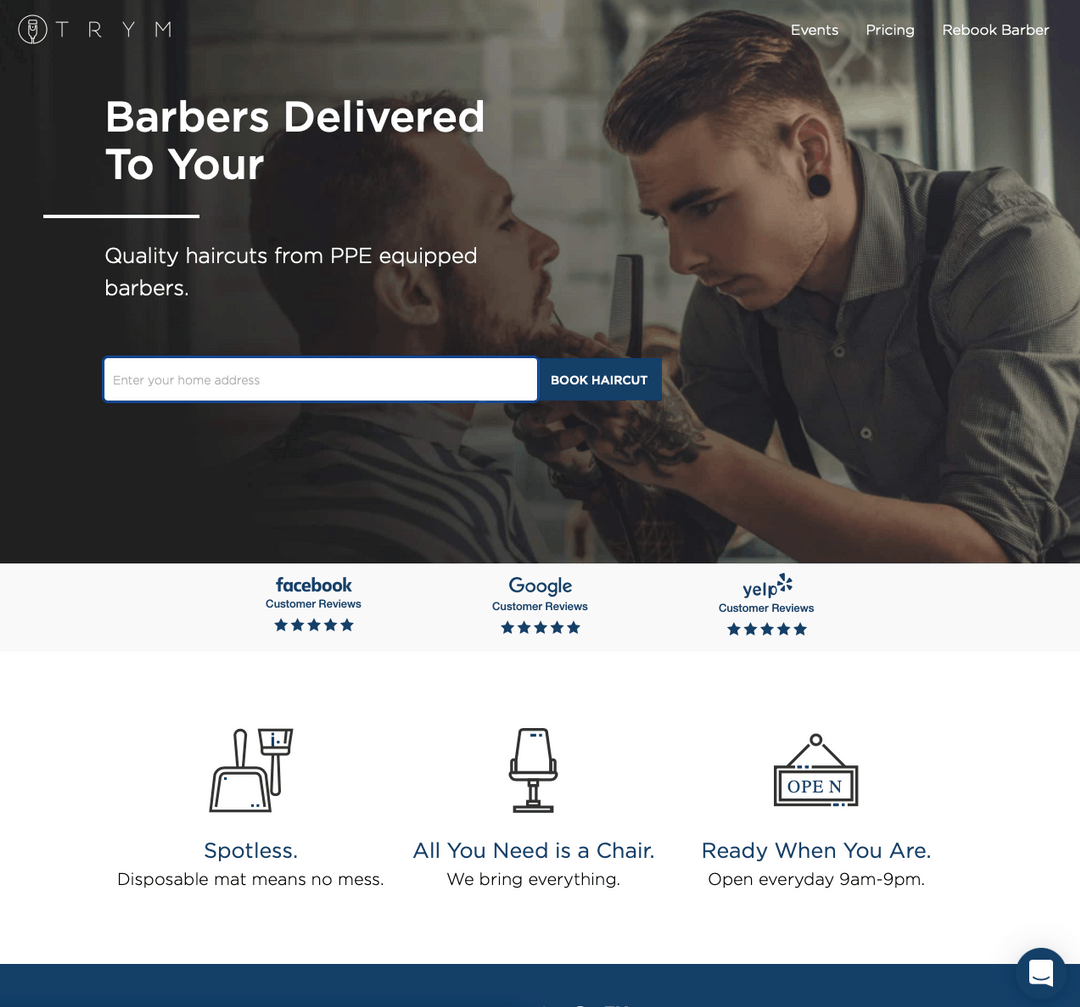 TRYM
Events Pricing Rebook Barber
Barbers Delivered
To Your
Quality haircuts from PPE equipped
barbers.
Enter your home address
BOOK HAIRCUT
facebook
Customer Reviews
Google
Customer Reviews
yelp
Customer Reviews
OPEN
Spotless.
Disposable mat means no mess.
All You Need is a Chair.
We bring everything.
Ready When You Are.
Open everyday 9am-9pm.